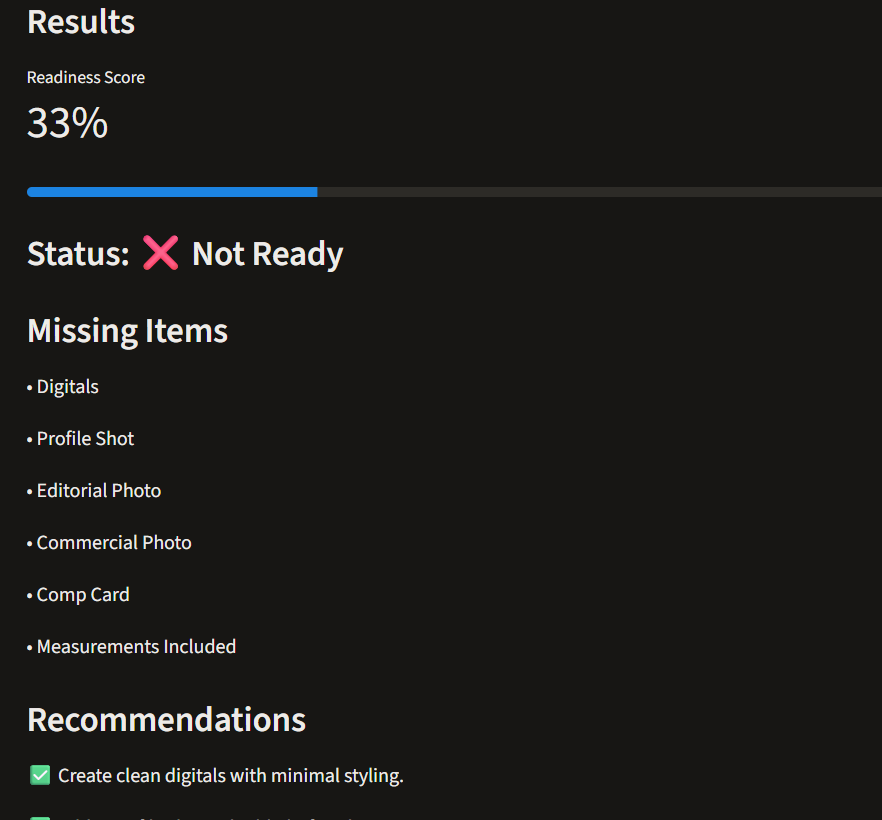 Results
Readiness Score
33%
Status: ❌ Not Ready
Missing Items
• Digitals
• Profile Shot
• Editorial Photo
• Commercial Photo
• Comp Card
• Measurements Included
Recommendations
✅ Create clean digitals with minimal styling.